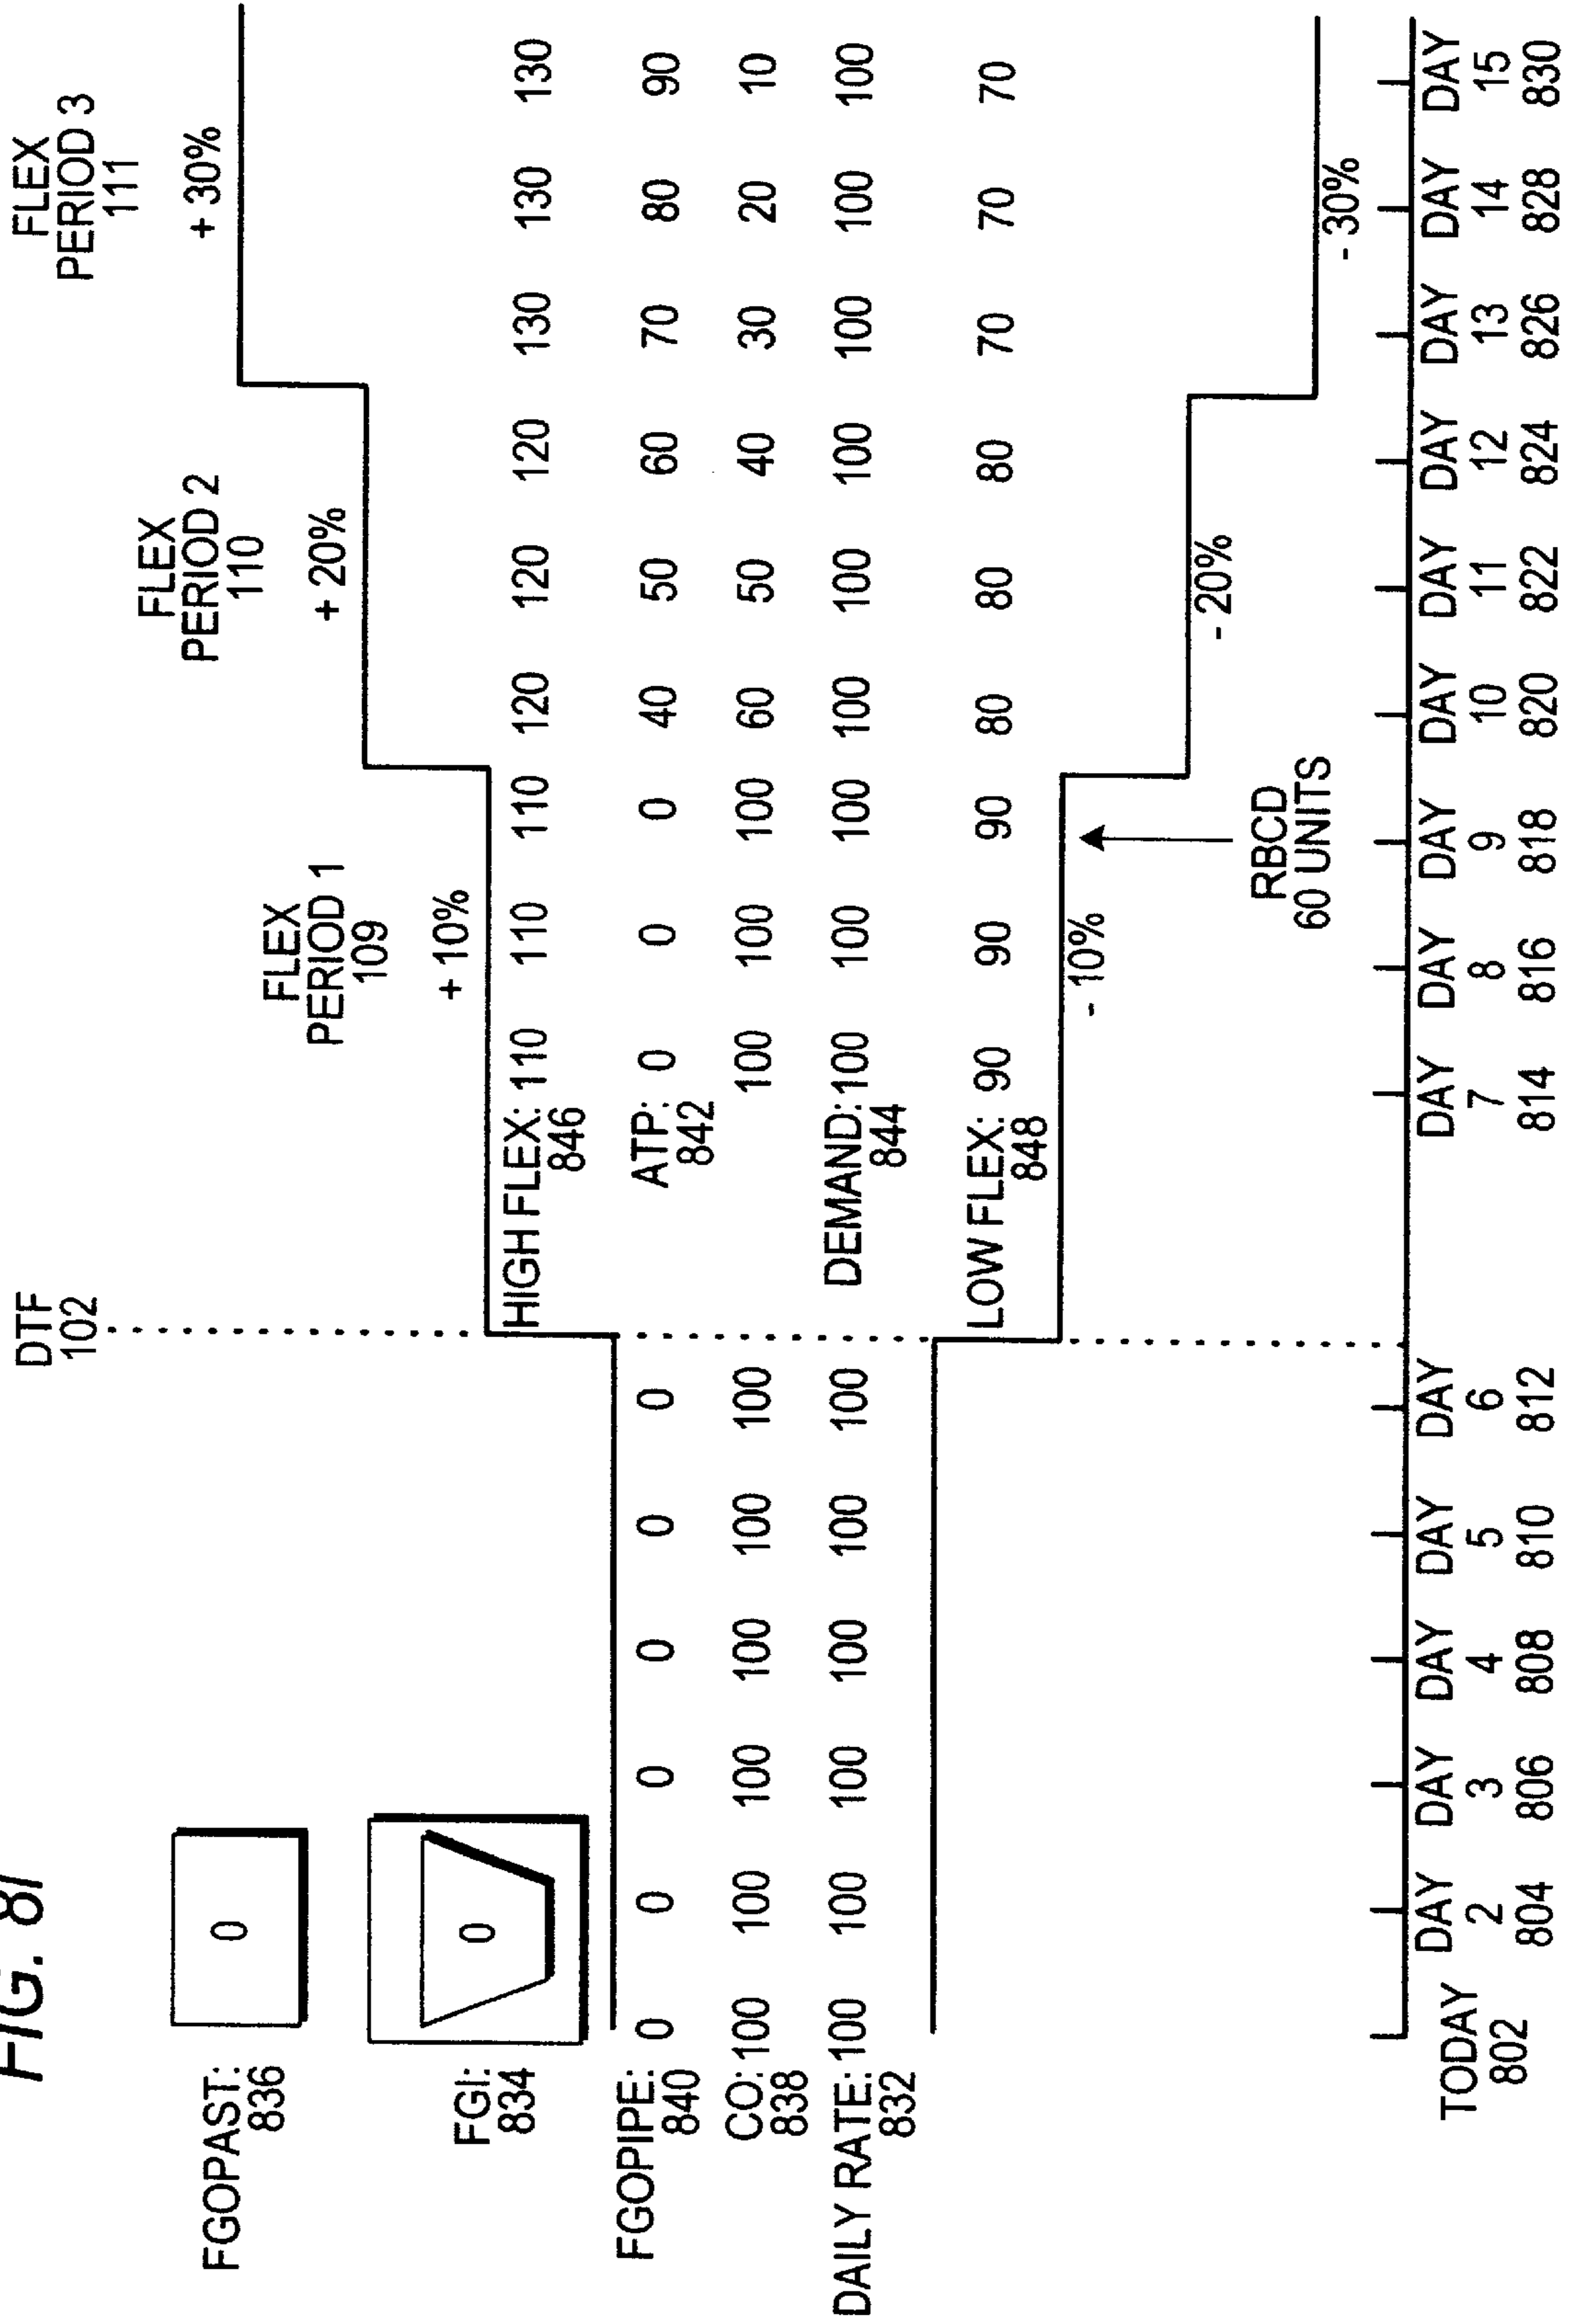 FIG. 8I
DTF
102
FLEX
PERIOD 3
111
+ 30%
FLEX
PERIOD 2
110
+ 20%
FLEX
PERIOD 1
109
+ 10%
FGOPAST:
836
0
FGI:
834
0
HIGH FLEX: 110 110 110 120 120 120 130 130 130
846
FGOPIPE: 0 0 0 0 0 0
840
ATP: 0 0 0 40 50 60 70 80 90
842
CO: 100 100 100 100 100 100 100 100 100 60 50 40 30 20 10
838
DAILY RATE: 100 100 100 100 100 100
832
DEMAND: 100 100 100 100 100 100 100 100 100
844
LOW FLEX: 90 90 90 80 80 80 70 70 70
848
- 10%
- 20%
- 30%
RBCD
60 UNITS
TODAY
802
DAY
2
804
DAY
3
806
DAY
4
808
DAY
5
810
DAY
6
812
DAY
7
814
DAY
8
816
DAY
9
818
DAY
10
820
DAY
11
822
DAY
12
824
DAY
13
826
DAY
14
828
DAY
15
830